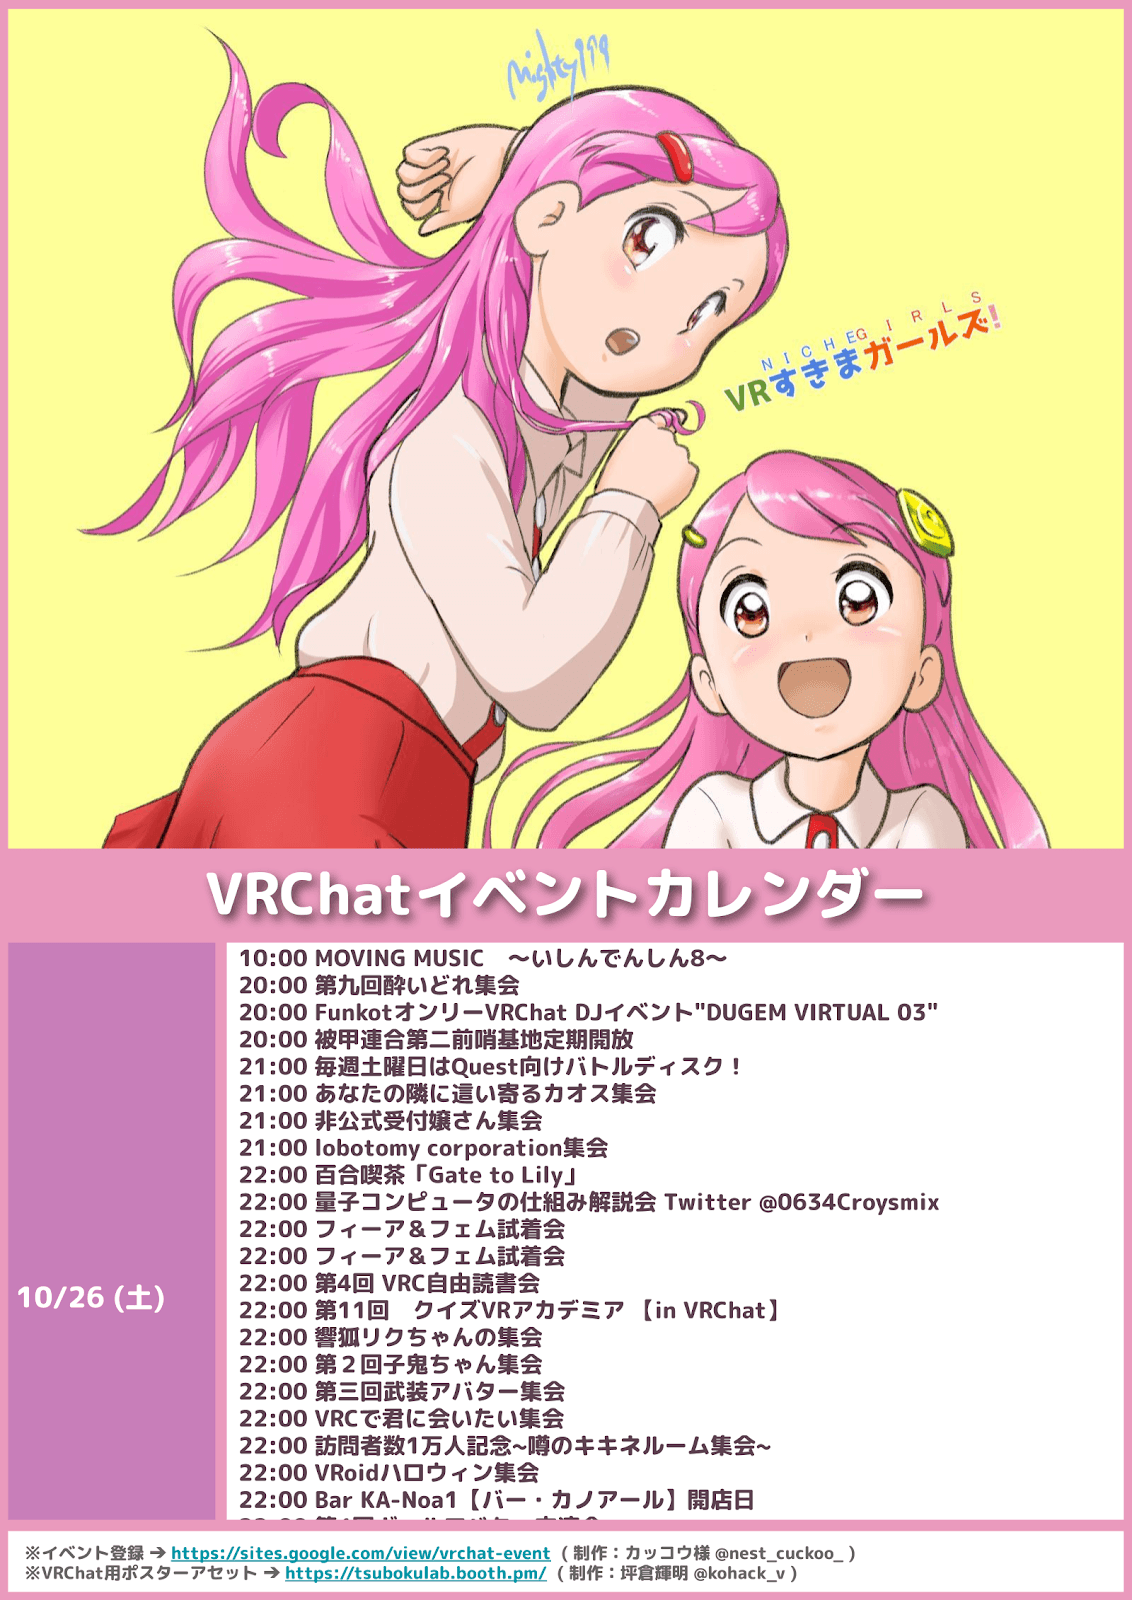 mighty999
NICHE GIRLS
VRすきまガールズ!
VRChatイベントカレンダー
10/26 (土)
10:00 MOVING MUSIC　～いしんでんしん8～
20:00 第九回酔いどれ集会
20:00 FunkotオンリーVRChat DJイベント"DUGEM VIRTUAL 03"
20:00 被甲連合第二前哨基地定期開放
21:00 毎週土曜日はQuest向けバトルディスク！
21:00 あなたの隣に這い寄るカオス集会
21:00 非公式受付嬢さん集会
21:00 lobotomy corporation集会
22:00 百合喫茶「Gate to Lily」
22:00 量子コンピュータの仕組み解説会 Twitter @0634Croysmix
22:00 フィーア＆フェム試着会
22:00 フィーア＆フェム試着会
22:00 第4回 VRC自由読書会
22:00 第11回　クイズVRアカデミア 【in VRChat】
22:00 響狐リクちゃんの集会
22:00 第２回子鬼ちゃん集会
22:00 第三回武装アバター集会
22:00 VRCで君に会いたい集会
22:00 訪問者数1万人記念~噂のキキネルーム集会~
22:00 VRoidハロウィン集会
22:00 Bar KA-Noa1【バー・カノアール】開店日
※イベント登録 → https://sites.google.com/view/vrchat-event ( 制作：カッコウ様 @nest_cuckoo_ )
※VRChat用ポスターアセット → https://tsubokulab.booth.pm/ ( 制作：坪倉輝明 @kohack_v )